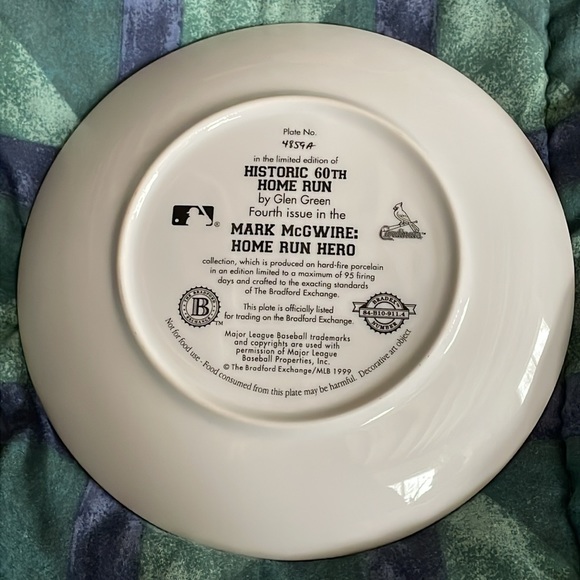 Plate No.
4859A
in the limited edition of
HISTORIC 60TH
HOME RUN
by Glen Green
Fourth issue in the
MARK McGWIRE:
HOME RUN HERO
collection, which is produced on hard-fire porcelain
in an edition limited to a maximum of 95 firing
days and crafted to the exacting standards
of The Bradford Exchange.
This plate is officially listed
for trading on the Bradford Exchange.
Major League Baseball trademarks
and copyrights are used with
permission of Major League
Baseball Properties, Inc.
© The Bradford Exchange/MLB 1999
Not for food use - Food consumed from this plate may be harmful. Decorative art object
®
Cardinals
B
TM
BRADEX
84-B10-911.4
NUMBER